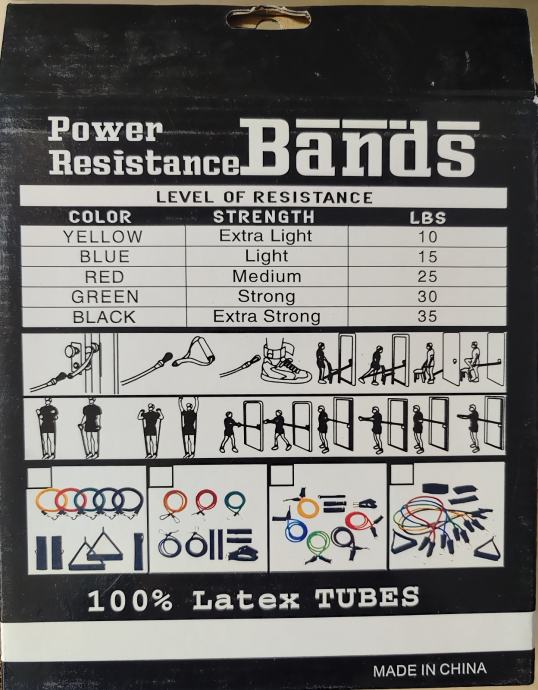 Power
Resistance Bands
LEVEL OF RESISTANCE
COLOR STRENGTH LBS
YELLOW Extra Light 10
BLUE Light 15
RED Medium 25
GREEN Strong 30
BLACK Extra Strong 35
100% Latex TUBES
MADE IN CHINA